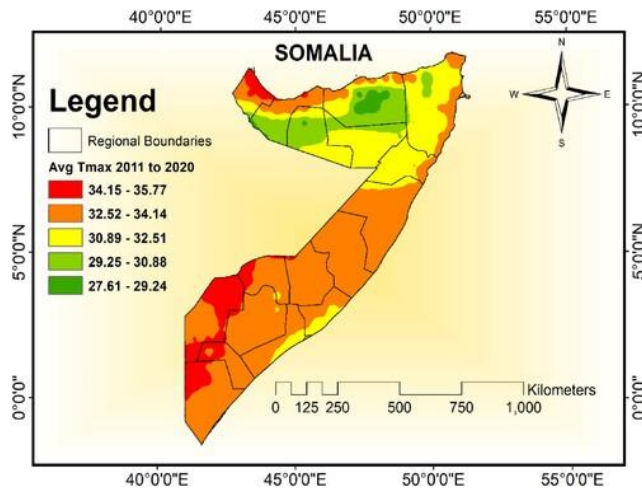 40°0'0"E 45°0'0"E 50°0'0"E 55°0'0"E
SOMALIA
N
W E
S
Legend
Regional Boundaries
Avg Tmax 2011 to 2020
34.15 - 35.77
32.52 - 34.14
30.89 - 32.51
29.25 - 30.88
27.61 - 29.24
10°0'0"N
5°0'0"N
0°0'0"
10°0'0"N
5°0'0"N
0°0'0"
Kilometers
0 125 250 500 750 1,000
40°0'0"E 45°0'0"E 50°0'0"E 55°0'0"E